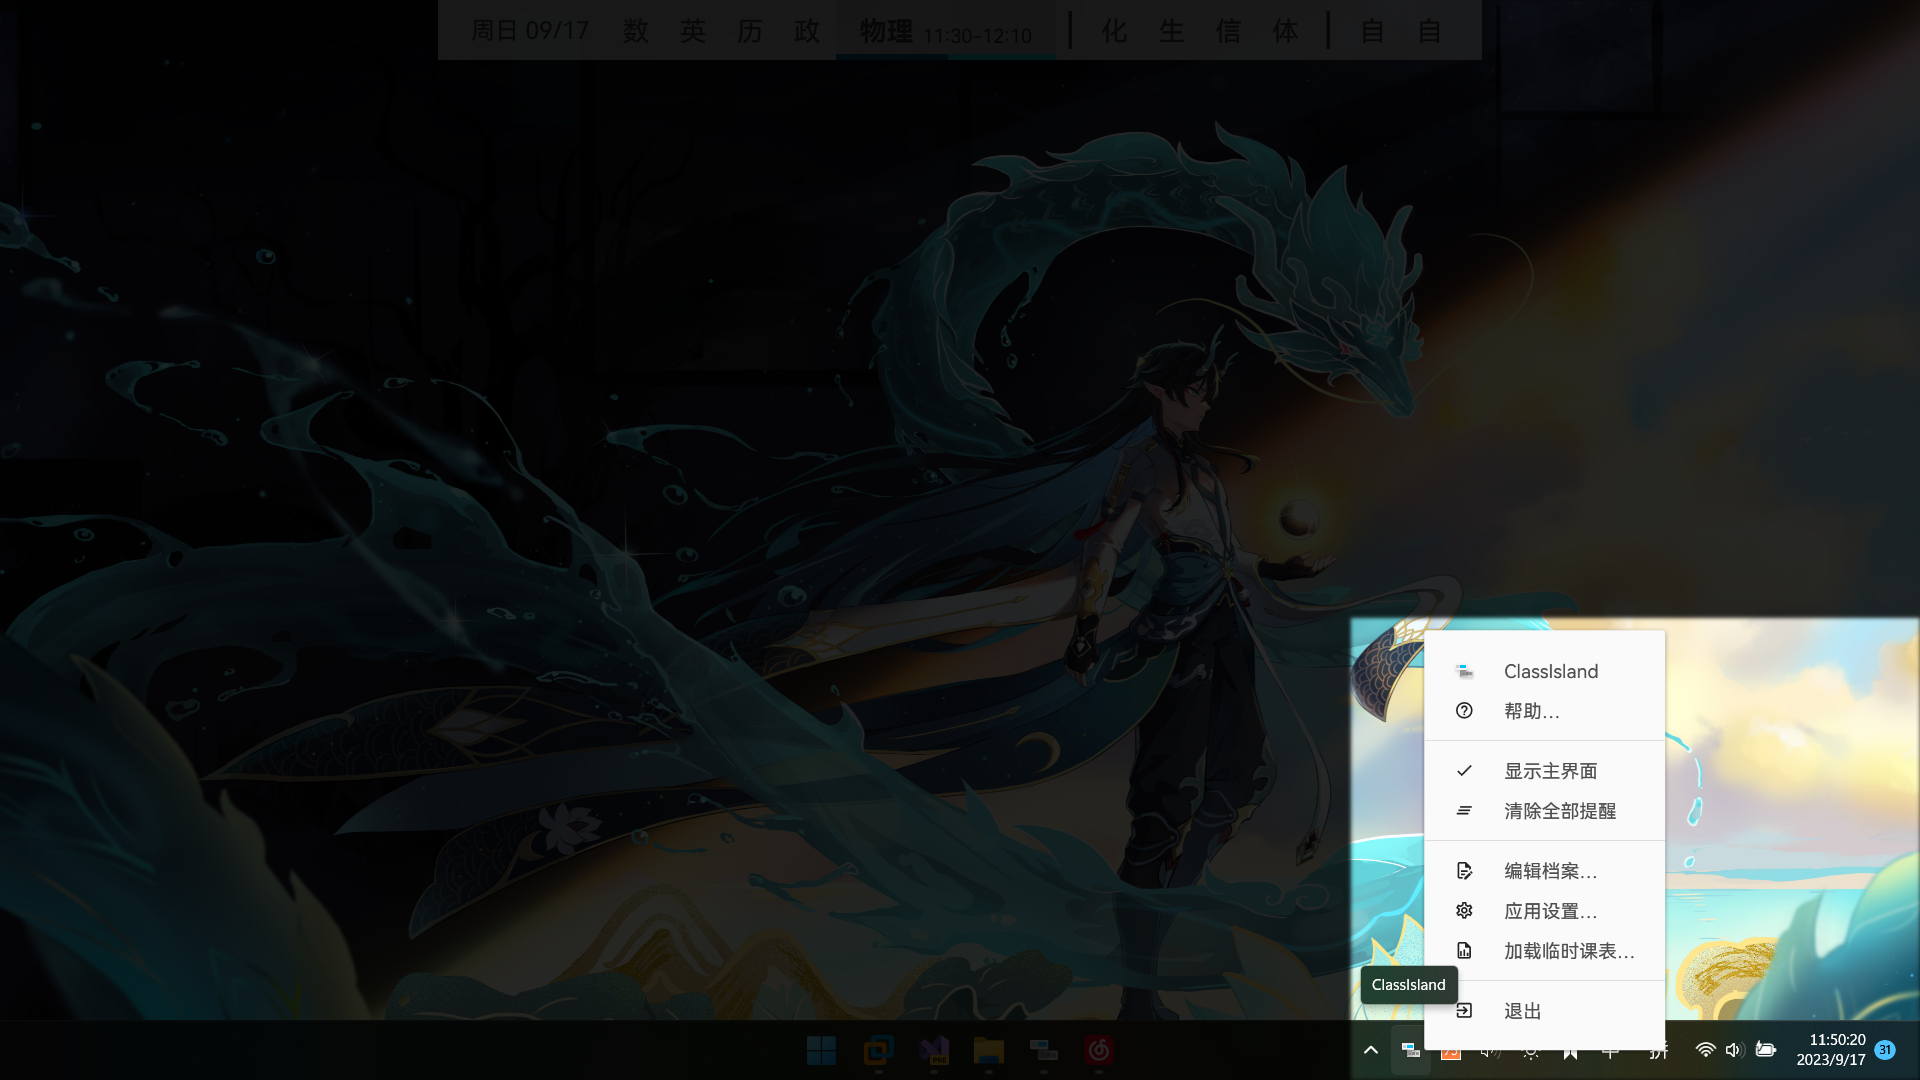 周日 09/17 数 英 历 政 物理 11:30-12:10 化 生 信 体 自 自
ClassIsland
帮助...
显示主界面
清除全部提醒
编辑档案...
应用设置...
加载临时课表...
ClassIsland
退出
中 拼 11:50:20 31
2023/9/17